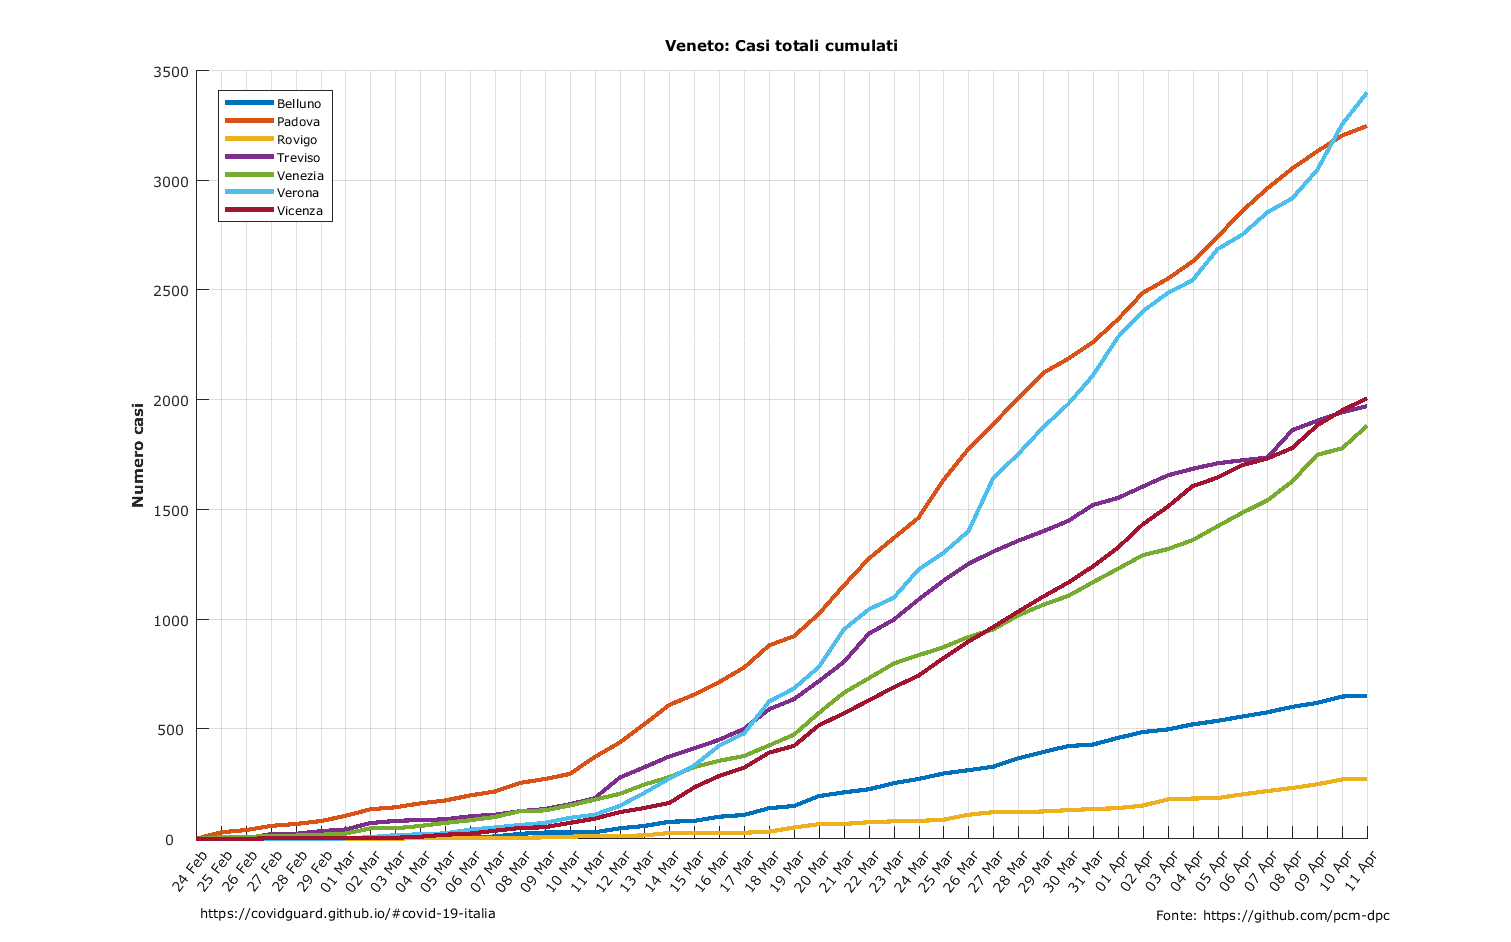 Veneto: Casi totali cumulati
3500
3000
2500
2000
1500
1000
500
0
Numero casi
Belluno
Padova
Rovigo
Treviso
Venezia
Verona
Vicenza
24 Feb
25 Feb
26 Feb
27 Feb
28 Feb
29 Feb
01 Mar
02 Mar
03 Mar
04 Mar
05 Mar
06 Mar
07 Mar
08 Mar
09 Mar
10 Mar
11 Mar
12 Mar
13 Mar
14 Mar
15 Mar
16 Mar
17 Mar
18 Mar
19 Mar
20 Mar
21 Mar
22 Mar
23 Mar
24 Mar
25 Mar
26 Mar
27 Mar
28 Mar
29 Mar
30 Mar
31 Mar
01 Apr
02 Apr
03 Apr
04 Apr
05 Apr
06 Apr
07 Apr
08 Apr
09 Apr
10 Apr
11 Apr
https://covidguard.github.io/#covid-19-italia
Fonte: https://github.com/pcm-dpc